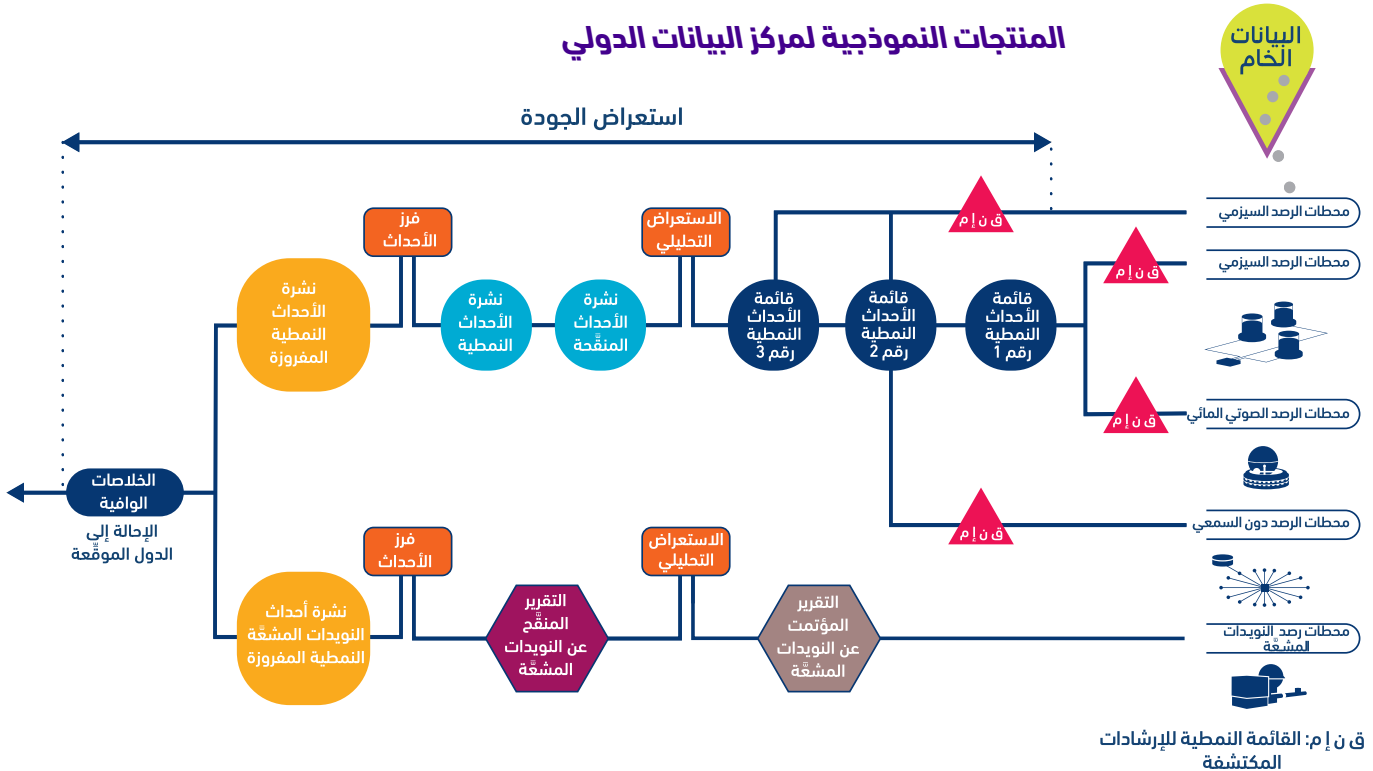 المنتجات النموذجية لمركز البيانات الدولي
البيانات
الخام
استعراض الجودة
محطات الرصد السيزمي
ق ن إ م
محطات الرصد السيزمي
ق ن إ م
الاستعراض
التحليلي
فرز
الأحداث
قائمة
الأحداث
النمطية
رقم 1
قائمة
الأحداث
النمطية
رقم 2
قائمة
الأحداث
النمطية
رقم 3
نشرة
الأحداث
المنقَّحة
نشرة
الأحداث
النمطية
نشرة
الأحداث
النمطية
المفروزة
محطات الرصد الصوتي المائي
ق ن إ م
محطات الرصد دون السمعي
ق ن إ م
الخلاصات
الوافية
الإحالة إلى
الدول الموقِّعة
الاستعراض
التحليلي
فرز
الأحداث
محطات رصد النويدات
المشعَّة
التقرير
المؤتمت
عن النويدات
المشعَّة
التقرير
المنقَّح
عن النويدات
المشعَّة
نشرة أحداث
النويدات المشعَّة
النمطية المفروزة
ق ن إ م: القائمة النمطية للإرشادات
المكتشفة